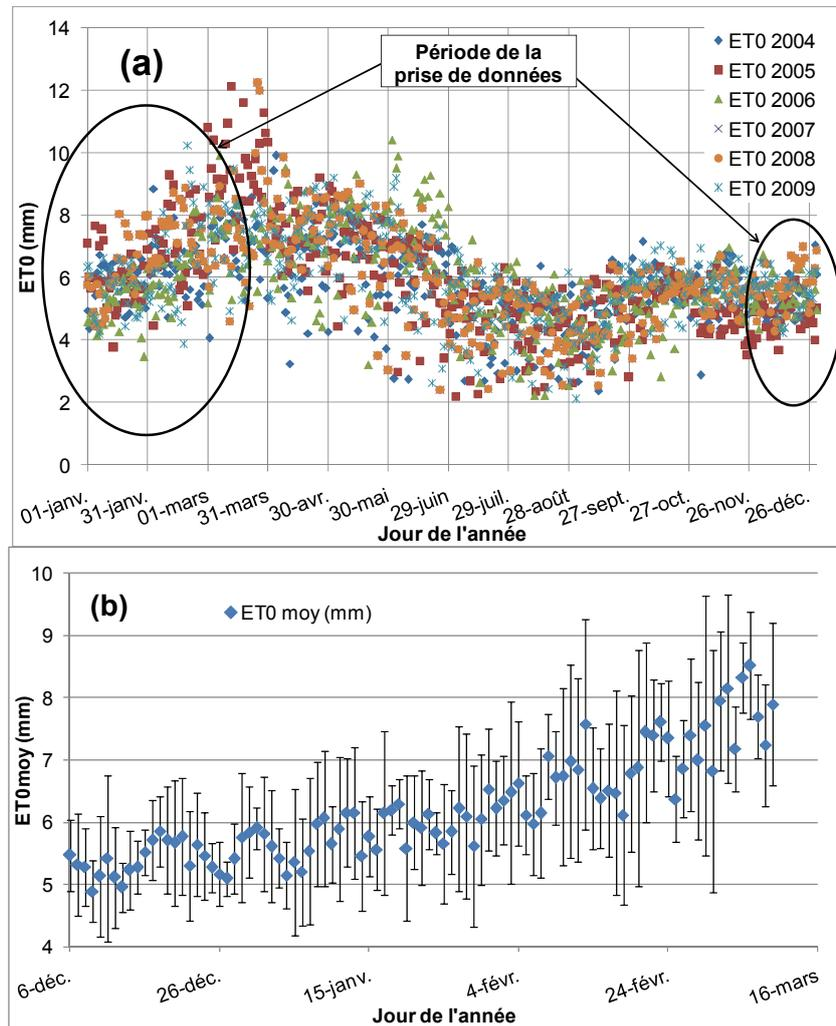 (a)
Période de la
prise de données
ET0 2004
ET0 2005
ET0 2006
ET0 2007
ET0 2008
ET0 2009
ET0 (mm)
14
12
10
8
6
4
2
0
01-janv.
31-janv.
01-mars
31-mars
30-avr.
30-mai
29-juin
29-juil.
28-août
27-sept.
27-oct.
26-nov.
26-déc.
Jour de l'année
(b)
ET0 moy (mm)
ET0moy (mm)
10
9
8
7
6
5
4
6-déc.
26-déc.
15-janv.
4-févr.
24-févr.
16-mars
Jour de l'année